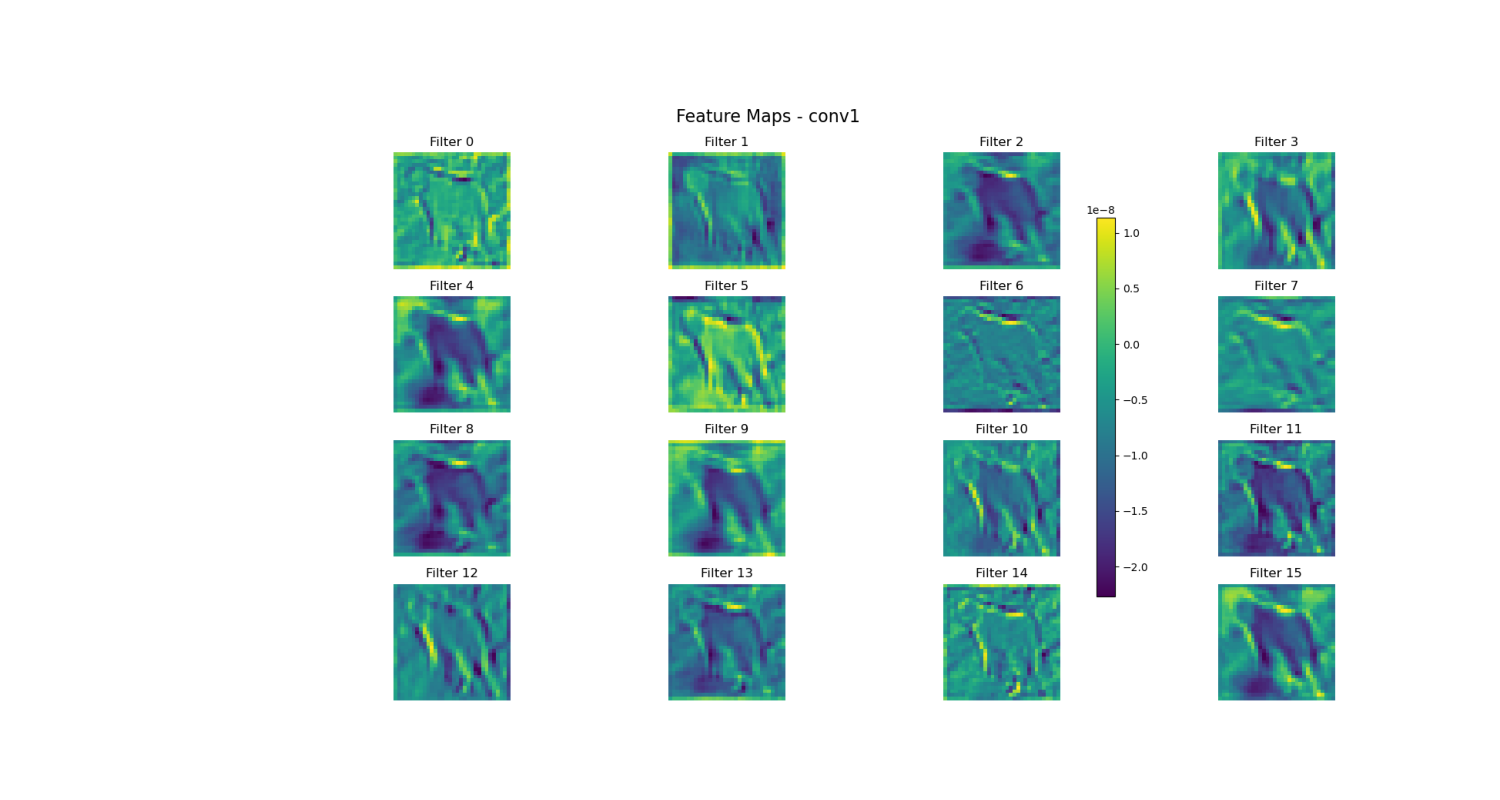 Feature Maps - conv1
Filter 0
Filter 1
Filter 2
Filter 3
Filter 4
Filter 5
Filter 6
Filter 7
Filter 8
Filter 9
Filter 10
Filter 11
Filter 12
Filter 13
Filter 14
Filter 15
1e−8
1.0
0.5
0.0
−0.5
−1.0
−1.5
−2.0